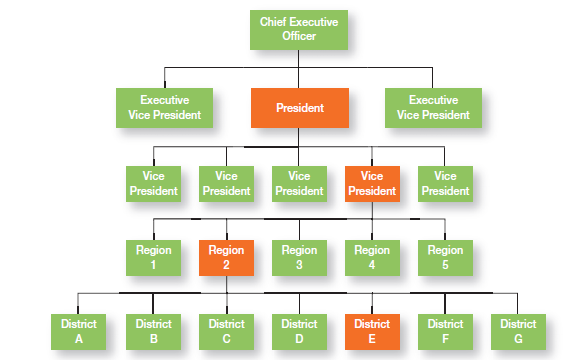 Chief Executive
Officer
Executive
Vice President
President
Executive
Vice President
Vice
President
Vice
President
Vice
President
Vice
President
Vice
President
Region
1
Region
2
Region
3
Region
4
Region
5
District
A
District
B
District
C
District
D
District
E
District
F
District
G